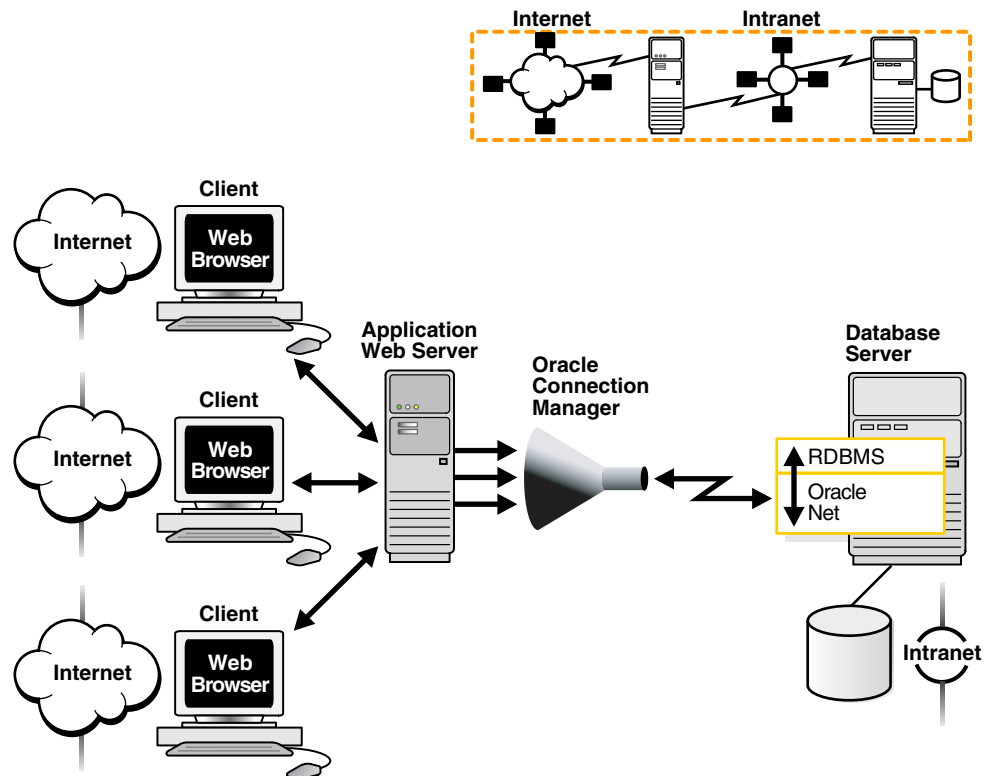 Internet
Intranet
Client
Internet
Web
Browser
Application
Web Server
Oracle
Connection
Manager
Database
Server
Client
Internet
Web
Browser
RDBMS
Oracle
Net
Client
Internet
Web
Browser
Intranet